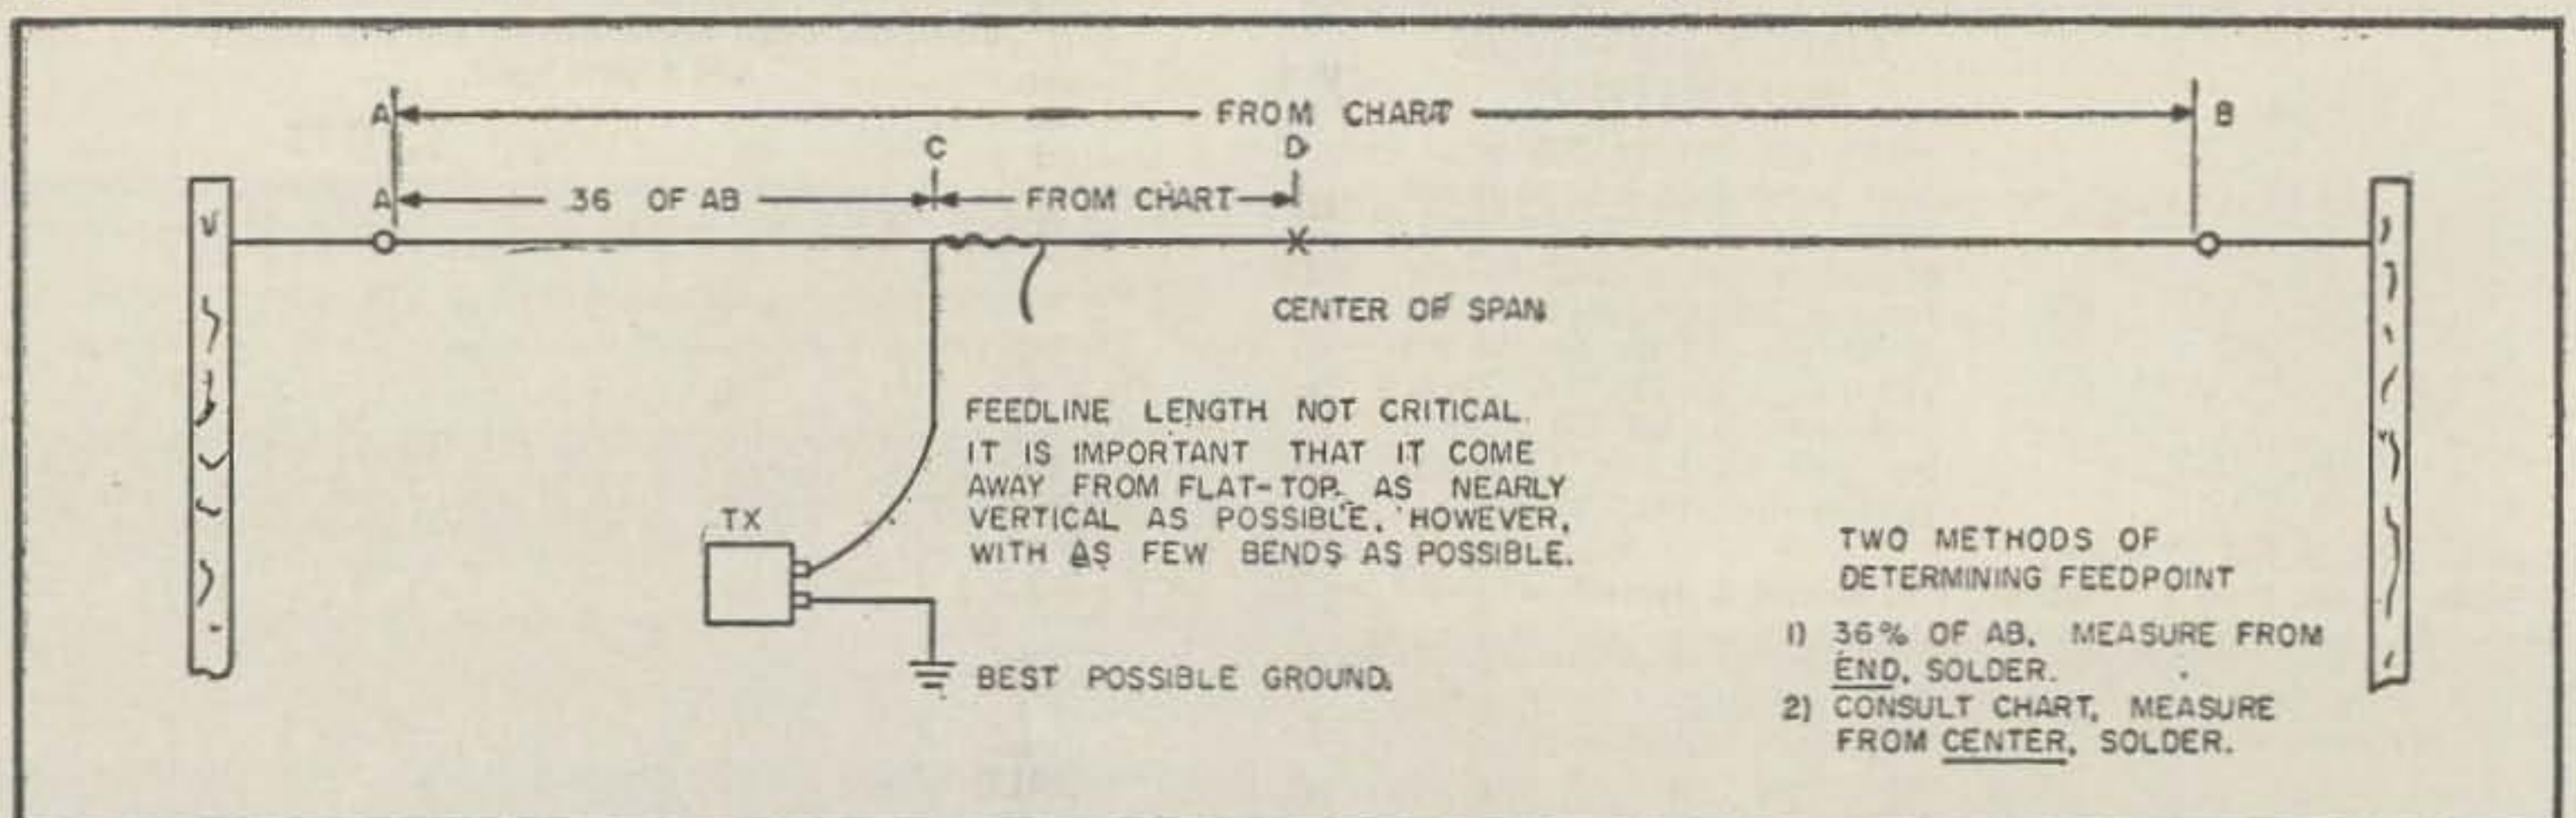 A FROM CHART B
C D
A .36 OF AB FROM CHART
CENTER OF SPAN
FEEDLINE LENGTH NOT CRITICAL.
IT IS IMPORTANT THAT IT COME
AWAY FROM FLAT-TOP AS NEARLY
VERTICAL AS POSSIBLE. HOWEVER,
WITH AS FEW BENDS AS POSSIBLE.
TX
BEST POSSIBLE GROUND.
TWO METHODS OF
DETERMINING FEEDPOINT
1) 36% OF AB. MEASURE FROM
END, SOLDER.
2) CONSULT CHART, MEASURE
FROM CENTER, SOLDER.